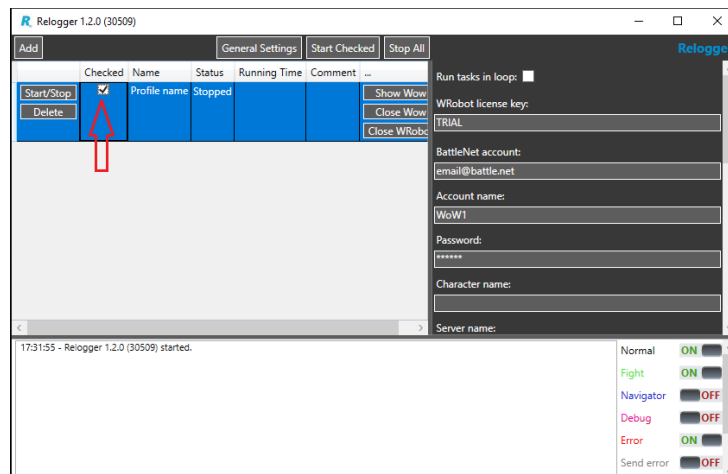 Relogger 1.2.0 (30509)
Add
General Settings
Start Checked
Stop All
Relogge
Checked Name Status Running Time Comment ...
Start/Stop
Delete
Profile name
Stopped
Show Wow
Close Wow
Close WRobo
Run tasks in loop:
WRobot license key:
TRIAL
BattleNet account:
email@battle.net
Account name:
WoW1
Password:
******
Character name:
Server name:
17:31:55 - Relogger 1.2.0 (30509) started.
Normal ON
Fight ON
Navigator OFF
Debug OFF
Error ON
Send error OFF